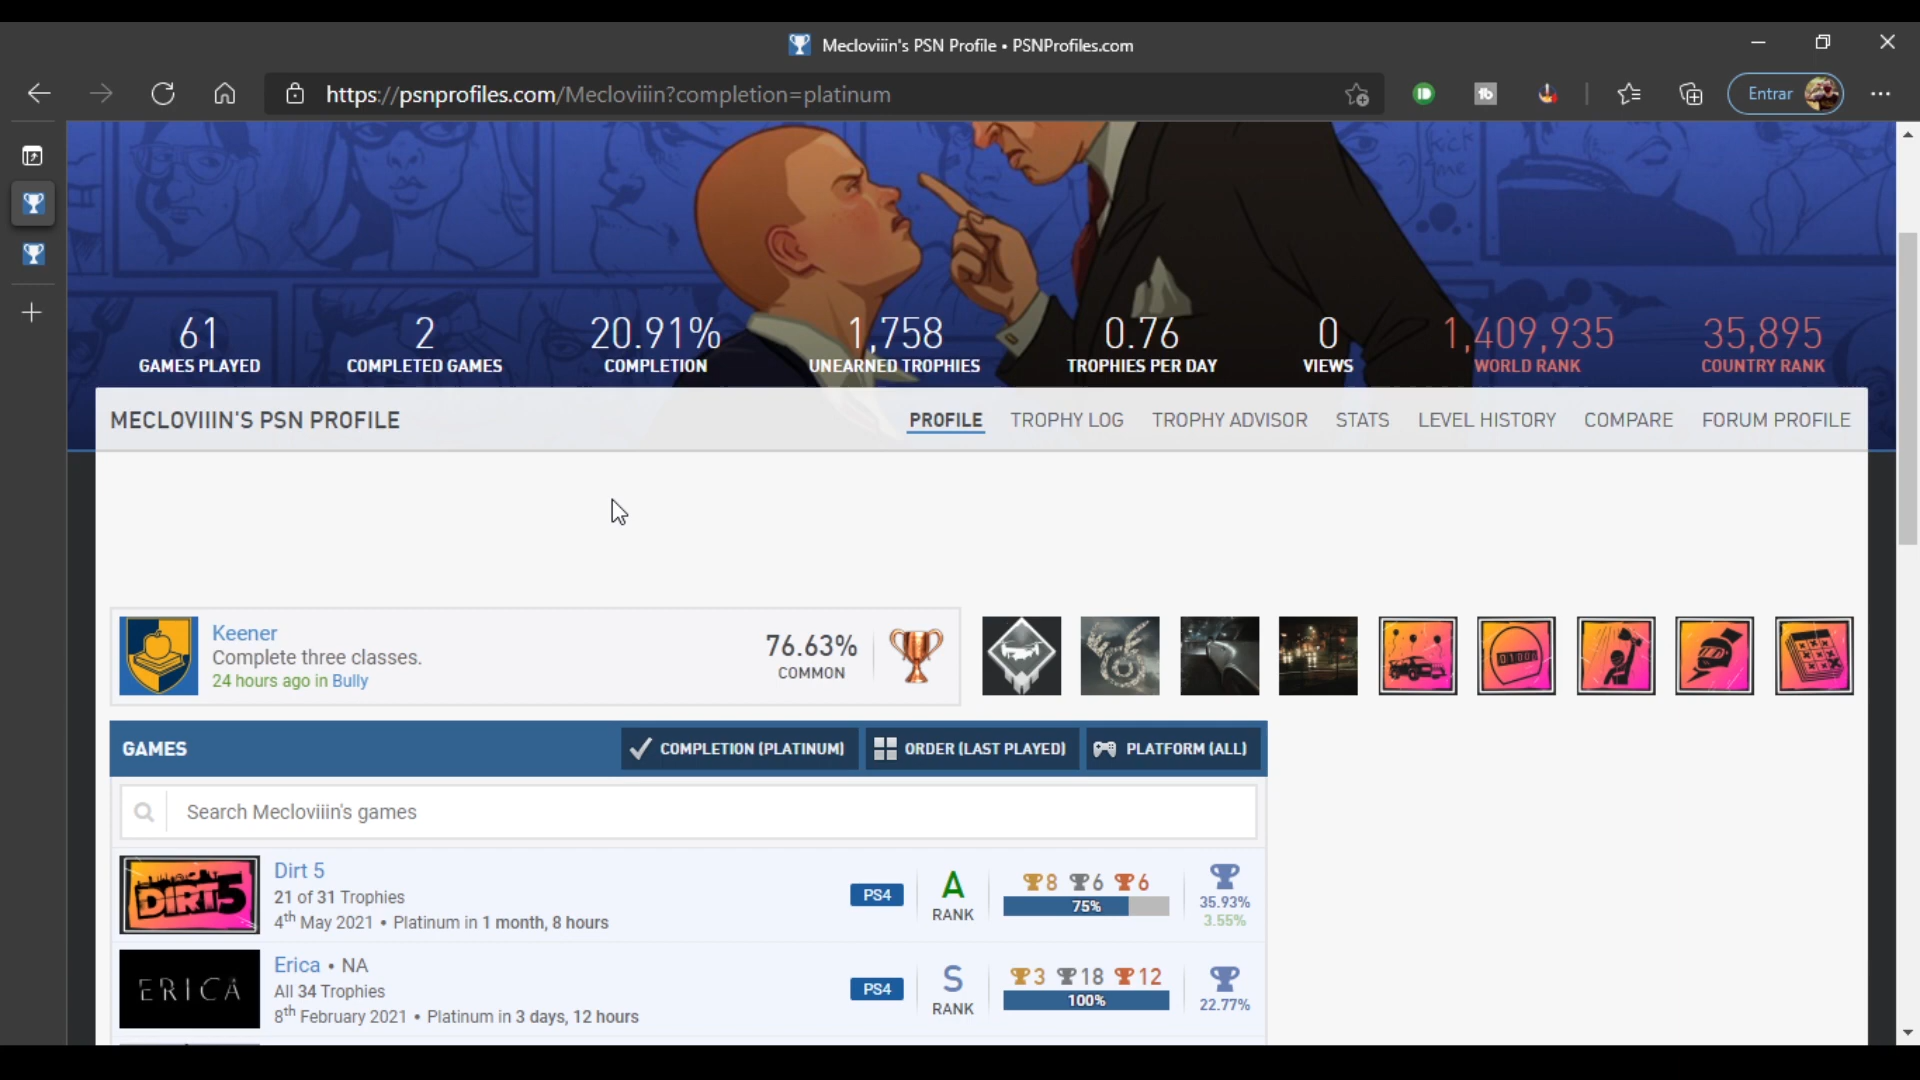 Mecloviiin's PSN Profile • PSNProfiles.com
https://psnprofiles.com/Mecloviiin?completion=platinum
Entrar
kick me
61
GAMES PLAYED
2
COMPLETED GAMES
20.91%
COMPLETION
1,758
UNEARNED TROPHIES
0.76
TROPHIES PER DAY
0
VIEWS
1,409,935
WORLD RANK
35,895
COUNTRY RANK
MECLOVIIIN'S PSN PROFILE
PROFILE
TROPHY LOG
TROPHY ADVISOR
STATS
LEVEL HISTORY
COMPARE
FORUM PROFILE
Keener
Complete three classes.
24 hours ago in Bully
76.63%
COMMON
GAMES
COMPLETION (PLATINUM)
ORDER (LAST PLAYED)
PLATFORM (ALL)
Search Mecloviiin's games
DIRT5
Dirt 5
21 of 31 Trophies
4th May 2021 • Platinum in 1 month, 8 hours
PS4
A
RANK
8 6 6
75%
35.93%
3.55%
ERICA
Erica • NA
All 34 Trophies
8th February 2021 • Platinum in 3 days, 12 hours
PS4
S
RANK
3 18 12
100%
22.77%